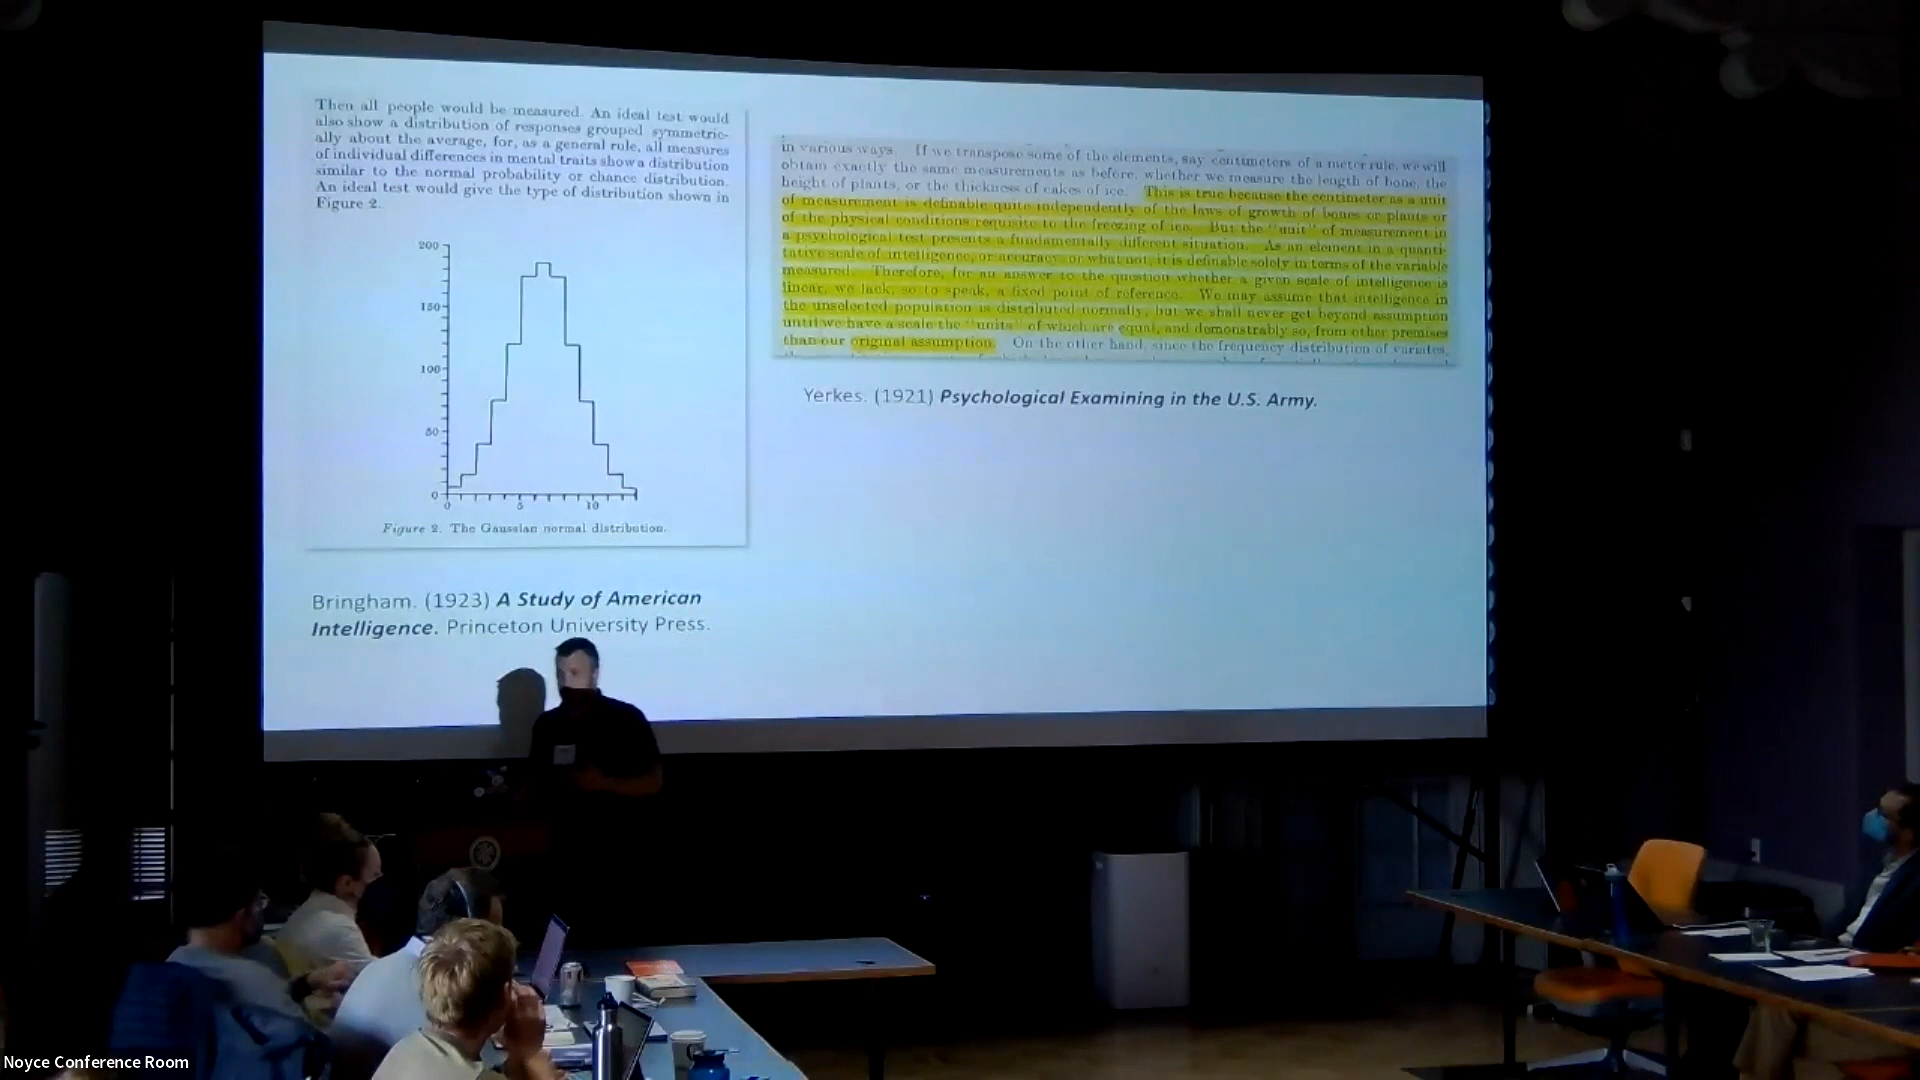 Then all people would be measured. An ideal test would
also show a distribution of responses grouped symmetric-
ally about the average, for, as a general rule, all measures
of individual differences in mental traits show a distribution
similar to the normal probability or chance distribution.
An ideal test would give the type of distribution shown in
Figure 2.
200
150
100
50
0
0 5 10
Figure 2. The Gaussian normal distribution.
Bringham. (1923) A Study of American
Intelligence. Princeton University Press.
in various ways. If we transpose some of the elements, say centimeters of a meter rule, we will
obtain exactly the same measurements as before, whether we measure the length of bone, the
height of plants, or the thickness of cakes of ice. This is true because the centimeter as a unit
of measurement is definable quite independently of the laws of growth of bones or plants or
of the physical conditions requisite to the freezing of ice. But the "unit" of measurement in
a psychological test presents a fundamentally different situation. As an element in a quanti-
tative scale of intelligence, or accuracy, or what not, it is definable solely in terms of the variable
measured. Therefore, for an answer to the question whether a given scale of intelligence is
linear, we lack, so to speak, a fixed point of reference. We may assume that intelligence in
the unselected population is distributed normally, but we shall never get beyond assumption
until we have a scale the "units" of which are equal, and demonstrably so, from other premises
than our original assumption. On the other hand, since the frequency distribution of variates,
Yerkes. (1921) Psychological Examining in the U.S. Army.
Noyce Conference Room